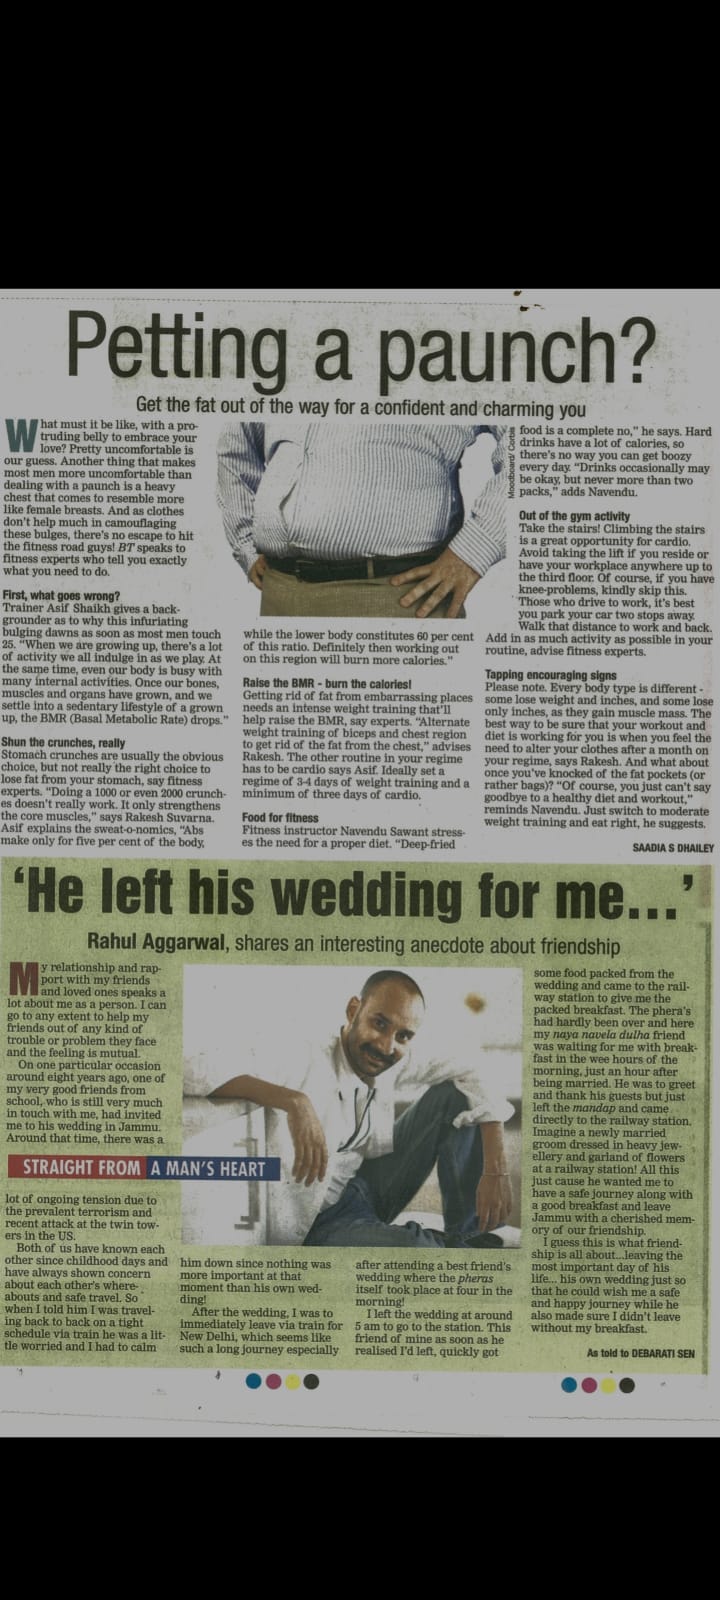 Petting a paunch?
Get the fat out of the way for a confident and charming you
What must it be like, with a pro-
truding belly to embrace your
love? Pretty uncomfortable is
our guess. Another thing that makes
most men more uncomfortable than
dealing with a paunch is a heavy
chest that comes to resemble more
like female breasts. And as clothes
don't help much in camouflaging
these bulges, there's no escape to hit
the fitness road guys! BT speaks to
fitness experts who tell you exactly
what you need to do.
First, what goes wrong?
Trainer Asif Shaikh gives a back-
grounder as to why this infuriating
bulging dawns as soon as most men touch
25. "When we are growing up, there's a lot
of activity we all indulge in as we play. At
the same time, even our body is busy with
many internal activities. Once our bones,
muscles and organs have grown, and we
settle into a sedentary lifestyle of a grown
up, the BMR (Basal Metabolic Rate) drops."
Shun the crunches, really
Stomach crunches are usually the obvious
choice, but not really the right choice to
lose fat from your stomach, say fitness
experts. "Doing a 1000 or even 2000 crunch-
es doesn't really work. It only strengthens
the core muscles," says Rakesh Suvarna.
Asif explains the sweat-o-nomics, "Abs
make only for five per cent of the body,
Moodboard/ Corbis
while the lower body constitutes 60 per cent
of this ratio. Definitely then working out
on this region will burn more calories."
Raise the BMR - burn the calories!
Getting rid of fat from embarrassing places
needs an intense weight training that'll
help raise the BMR, say experts. "Alternate
weight training of biceps and chest region
to get rid of the fat from the chest," advises
Rakesh. The other routine in your regime
has to be cardio says Asif. Ideally set a
regime of 3-4 days of weight training and a
minimum of three days of cardio.
Food for fitness
Fitness instructor Navendu Sawant stress-
es the need for a proper diet. "Deep-fried
food is a complete no," he says. Hard
drinks have a lot of calories, so
there's no way you can get boozy
every day. "Drinks occasionally may
be okay, but never more than two
packs," adds Navendu.
Out of the gym activity
Take the stairs! Climbing the stairs
is a great opportunity for cardio.
Avoid taking the lift if you reside or
have your workplace anywhere up to
the third floor. Of course, if you have
knee-problems, kindly skip this.
Those who drive to work, it's best
you park your car two stops away.
Walk that distance to work and back.
Add in as much activity as possible in your
routine, advise fitness experts.
Tapping encouraging signs
Please note. Every body type is different -
some lose weight and inches, and some lose
only inches, as they gain muscle mass. The
best way to be sure that your workout and
diet is working for you is when you feel the
need to alter your clothes after a month on
your regime, says Rakesh. And what about
once you've knocked of the fat pockets (or
rather bags)? "Of course, you just can't say
goodbye to a healthy diet and workout,"
reminds Navendu. Just switch to moderate
weight training and eat right, he suggests.
SAADIA S DHAILEY
'He left his wedding for me...'
Rahul Aggarwal, shares an interesting anecdote about friendship
My relationship and rap-
port with my friends
and loved ones speaks a
lot about me as a person. I can
go to any extent to help my
friends out of any kind of
trouble or problem they face
and the feeling is mutual.
On one particular occasion
around eight years ago, one of
my very good friends from
school, who is still very much
in touch with me, had invited
me to his wedding in Jammu.
Around that time, there was a
STRAIGHT FROM A MAN'S HEART
lot of ongoing tension due to
the prevalent terrorism and
recent attack at the twin tow-
ers in the US.
Both of us have known each
other since childhood days and
have always shown concern
about each other's where-
abouts and safe travel. So
when I told him I was travel-
ing back to back on a tight
schedule via train he was a lit-
tle worried and I had to calm
him down since nothing was
more important at that
moment than his own wed-
ding!
After the wedding, I was to
immediately leave via train for
New Delhi, which seems like
such a long journey especially
after attending a best friend's
wedding where the pheras
itself took place at four in the
morning!
I left the wedding at around
5 am to go to the station. This
friend of mine as soon as he
realised I'd left, quickly got
some food packed from the
wedding and came to the rail-
way station to give me the
packed breakfast. The phera's
had hardly been over and here
my naya navela dulha friend
was waiting for me with break-
fast in the wee hours of the
morning, just an hour after
being married. He was to greet
and thank his guests but just
left the mandap and came
directly to the railway station.
Imagine a newly married
groom dressed in heavy jew-
ellery and garland of flowers
at a railway station! All this
just cause he wanted me to
have a safe journey along with
a good breakfast and leave
Jammu with a cherished mem-
ory of our friendship.
I guess this is what friend-
ship is all about...leaving the
most important day of his
life... his own wedding just so
that he could wish me a safe
and happy journey while he
also made sure I didn't leave
without my breakfast.
As told to DEBARATI SEN